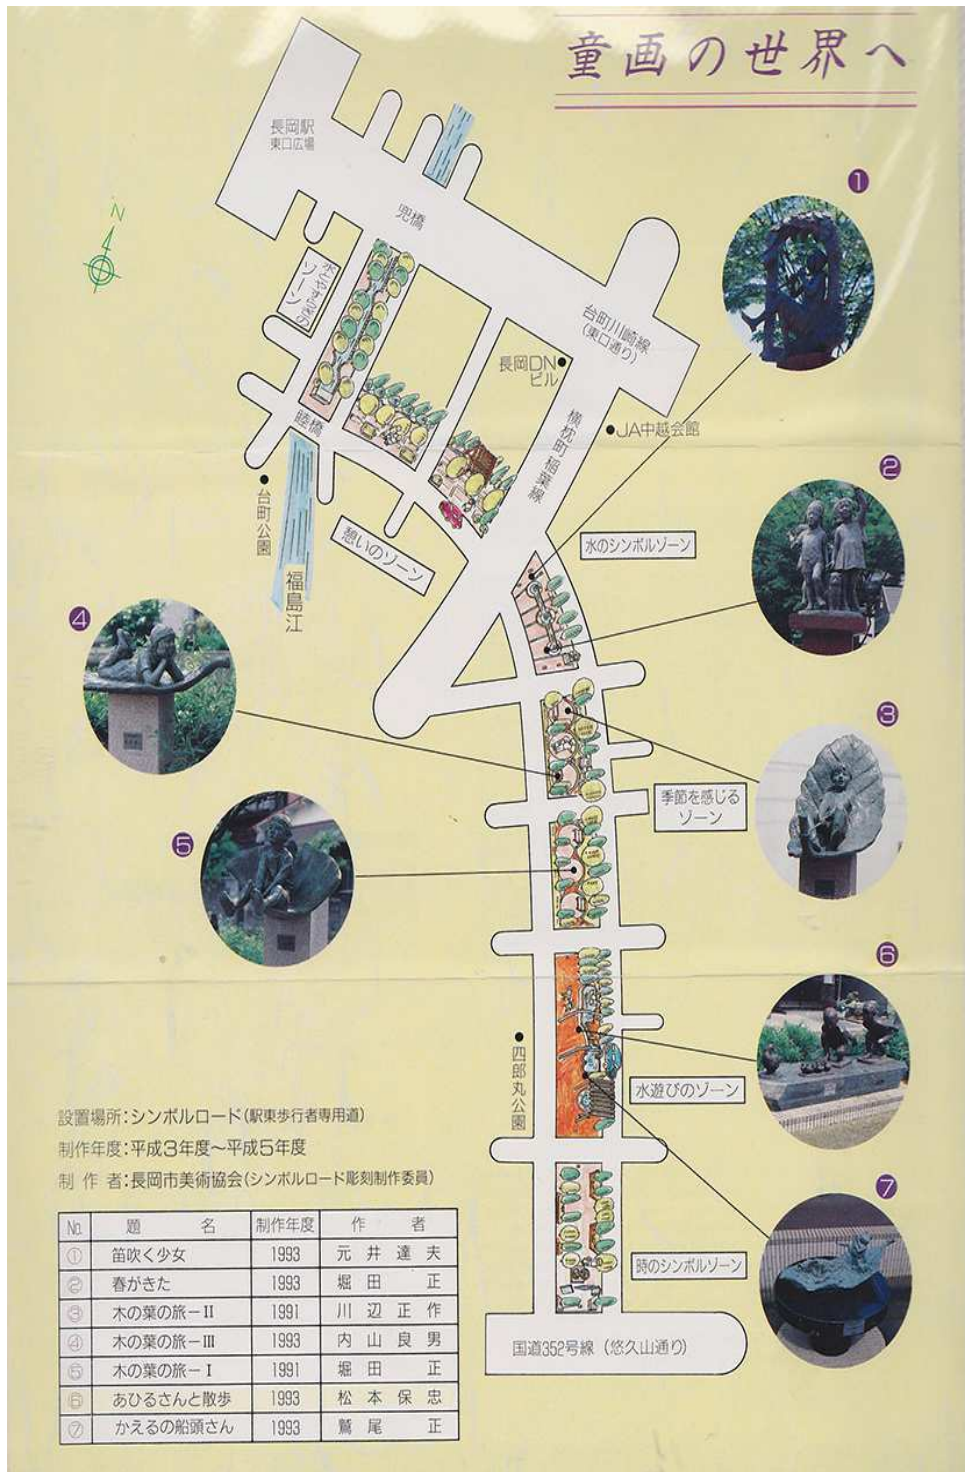 童画の世界へ
長岡駅
東口広場
N
兜橋
水とやすらぎの
ゾーン
台町川崎線
(東口通り)
長岡DN
ビル
JA中越会館
横枕町稲葉線
睦橋
台町公園
憩いのゾーン
福島江
水のシンボルゾーン
1
2
3
4
5
6
7
季節を感じる
ゾーン
四郎丸公園
水遊びのゾーン
時のシンボルゾーン
国道352号線(悠久山通り)
設置場所:シンボルロード(駅東歩行者専用道)
制作年度:平成3年度~平成5年度
制作者:長岡市美術協会(シンボルロード彫刻制作委員)
No. 題名 制作年度 作者
① 笛吹く少女 1993 元井達夫
② 春がきた 1993 堀田正
③ 木の葉の旅-II 1991 川辺正作
④ 木の葉の旅-III 1993 内山良男
⑤ 木の葉の旅-I 1991 堀田正
⑥ あひるさんと散歩 1993 松本保忠
⑦ かえるの船頭さん 1993 鷲尾正